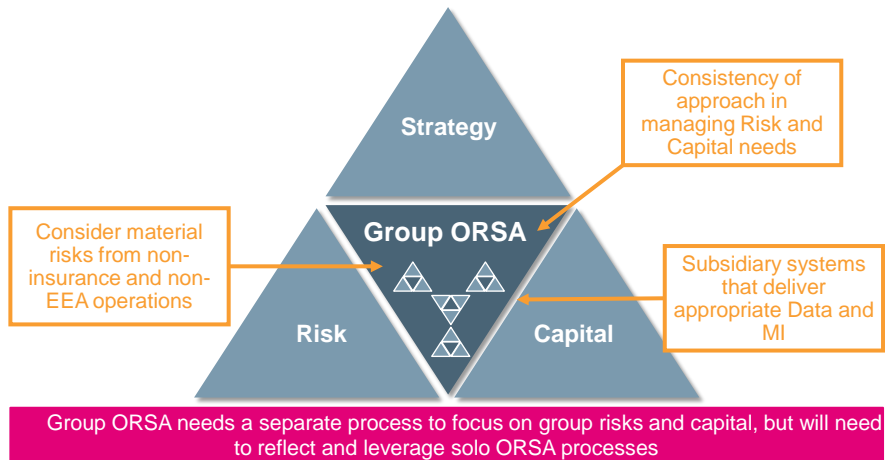 Strategy
Consistency of
approach in
managing Risk and
Capital needs
Group ORSA
Consider material
risks from non-
insurance and non-
EEA operations
Subsidiary systems
that deliver
appropriate Data and
MI
Risk
Capital
Group ORSA needs a separate process to focus on group risks and capital, but will need
to reflect and leverage solo ORSA processes